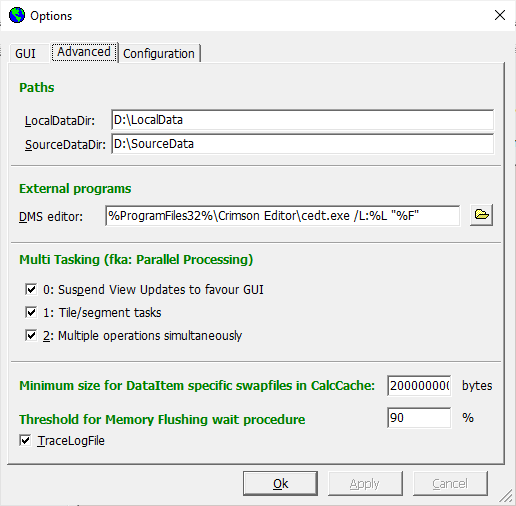 Options
GUI Advanced Configuration
Paths
LocalDataDir: D:\LocalData
SourceDataDir: D:\SourceData
External programs
DMS editor: %ProgramFiles32%\Crimson Editor\cedt.exe /L:%L "%F"
Multi Tasking (fka: Parallel Processing)
0: Suspend View Updates to favour GUI
1: Tile/segment tasks
2: Multiple operations simultaneously
Minimum size for DataItem specific swapfiles in CalcCache: 200000000 bytes
Threshold for Memory Flushing wait procedure 90 %
TraceLogFile
Ok Apply Cancel